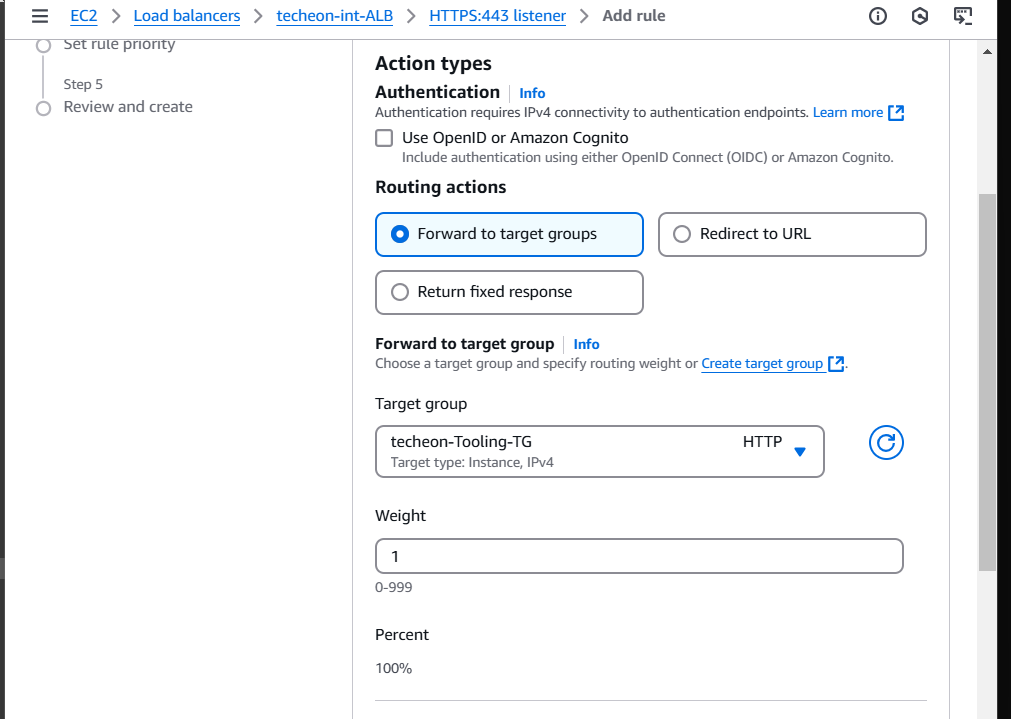 EC2 > Load balancers > techeon-int-ALB > HTTPS:443 listener > Add rule
Set rule priority
Step 5
Review and create
Action types
Authentication | Info
Authentication requires IPv4 connectivity to authentication endpoints. Learn more
Use OpenID or Amazon Cognito
Include authentication using either OpenID Connect (OIDC) or Amazon Cognito.
Routing actions
Forward to target groups
Redirect to URL
Return fixed response
Forward to target group | Info
Choose a target group and specify routing weight or Create target group.
Target group
techeon-Tooling-TG HTTP
Target type: Instance, IPv4
Weight
1
0-999
Percent
100%